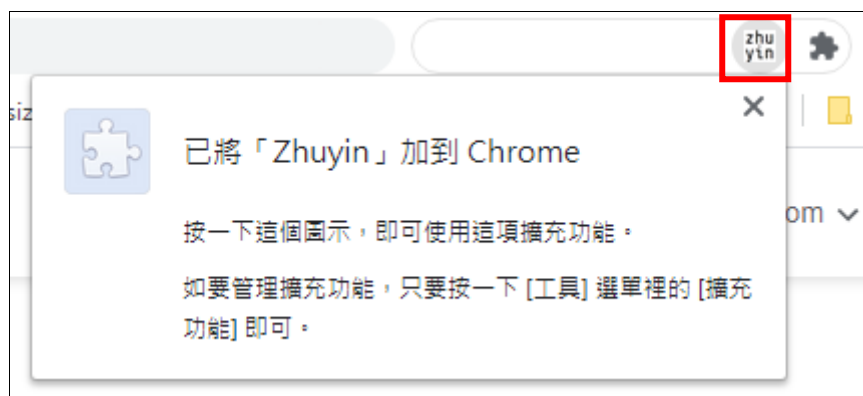 zhu
yin
siz
已將「Zhuyin」加到 Chrome
om
按一下這個圖示，即可使用這項擴充功能。
如要管理擴充功能，只要按一下 [工具] 選單裡的 [擴充
功能] 即可。